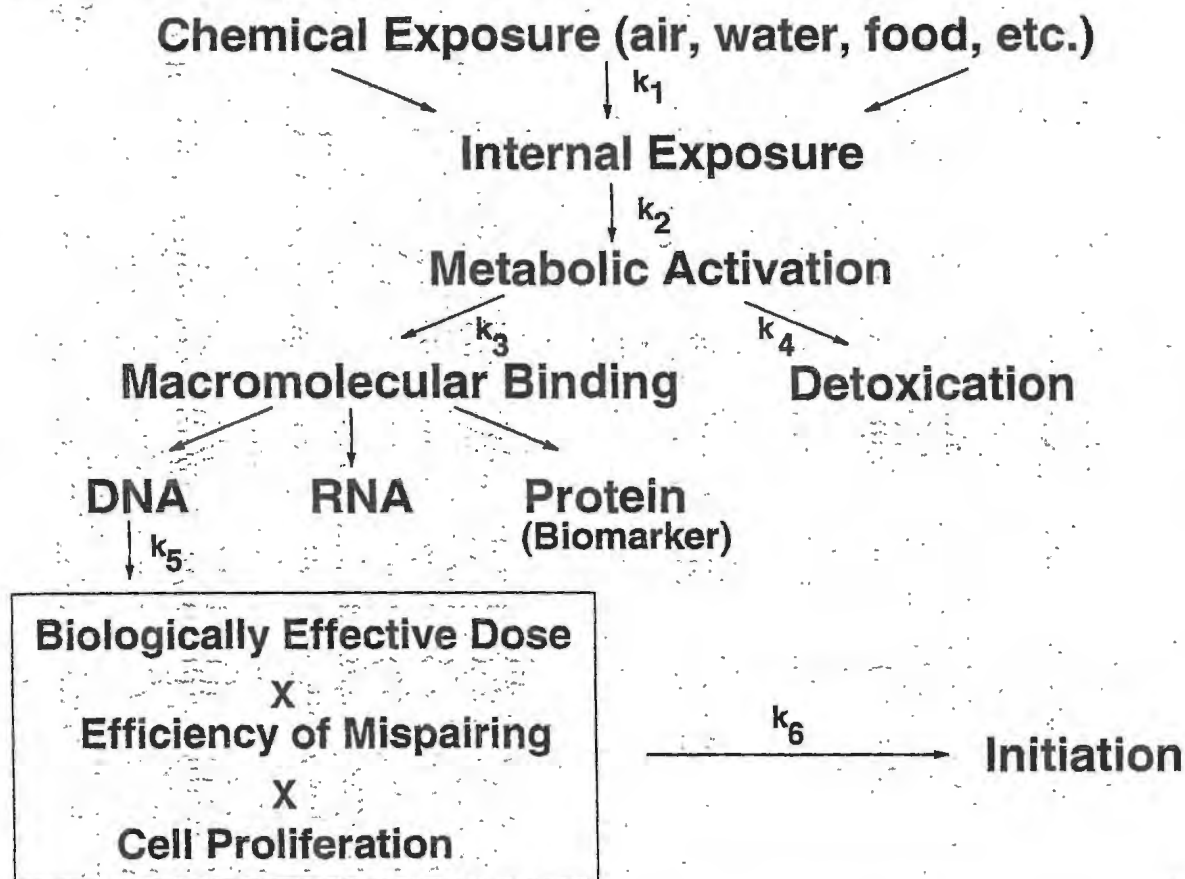 Chemical Exposure (air, water, food, etc.)
k1
Internal Exposure
k2
Metabolic Activation
k3
k4
Macromolecular Binding
Detoxication
DNA
RNA
Protein
(Biomarker)
k5
Biologically Effective Dose
X
Efficiency of Mispairing
X
Cell Proliferation
k6
Initiation